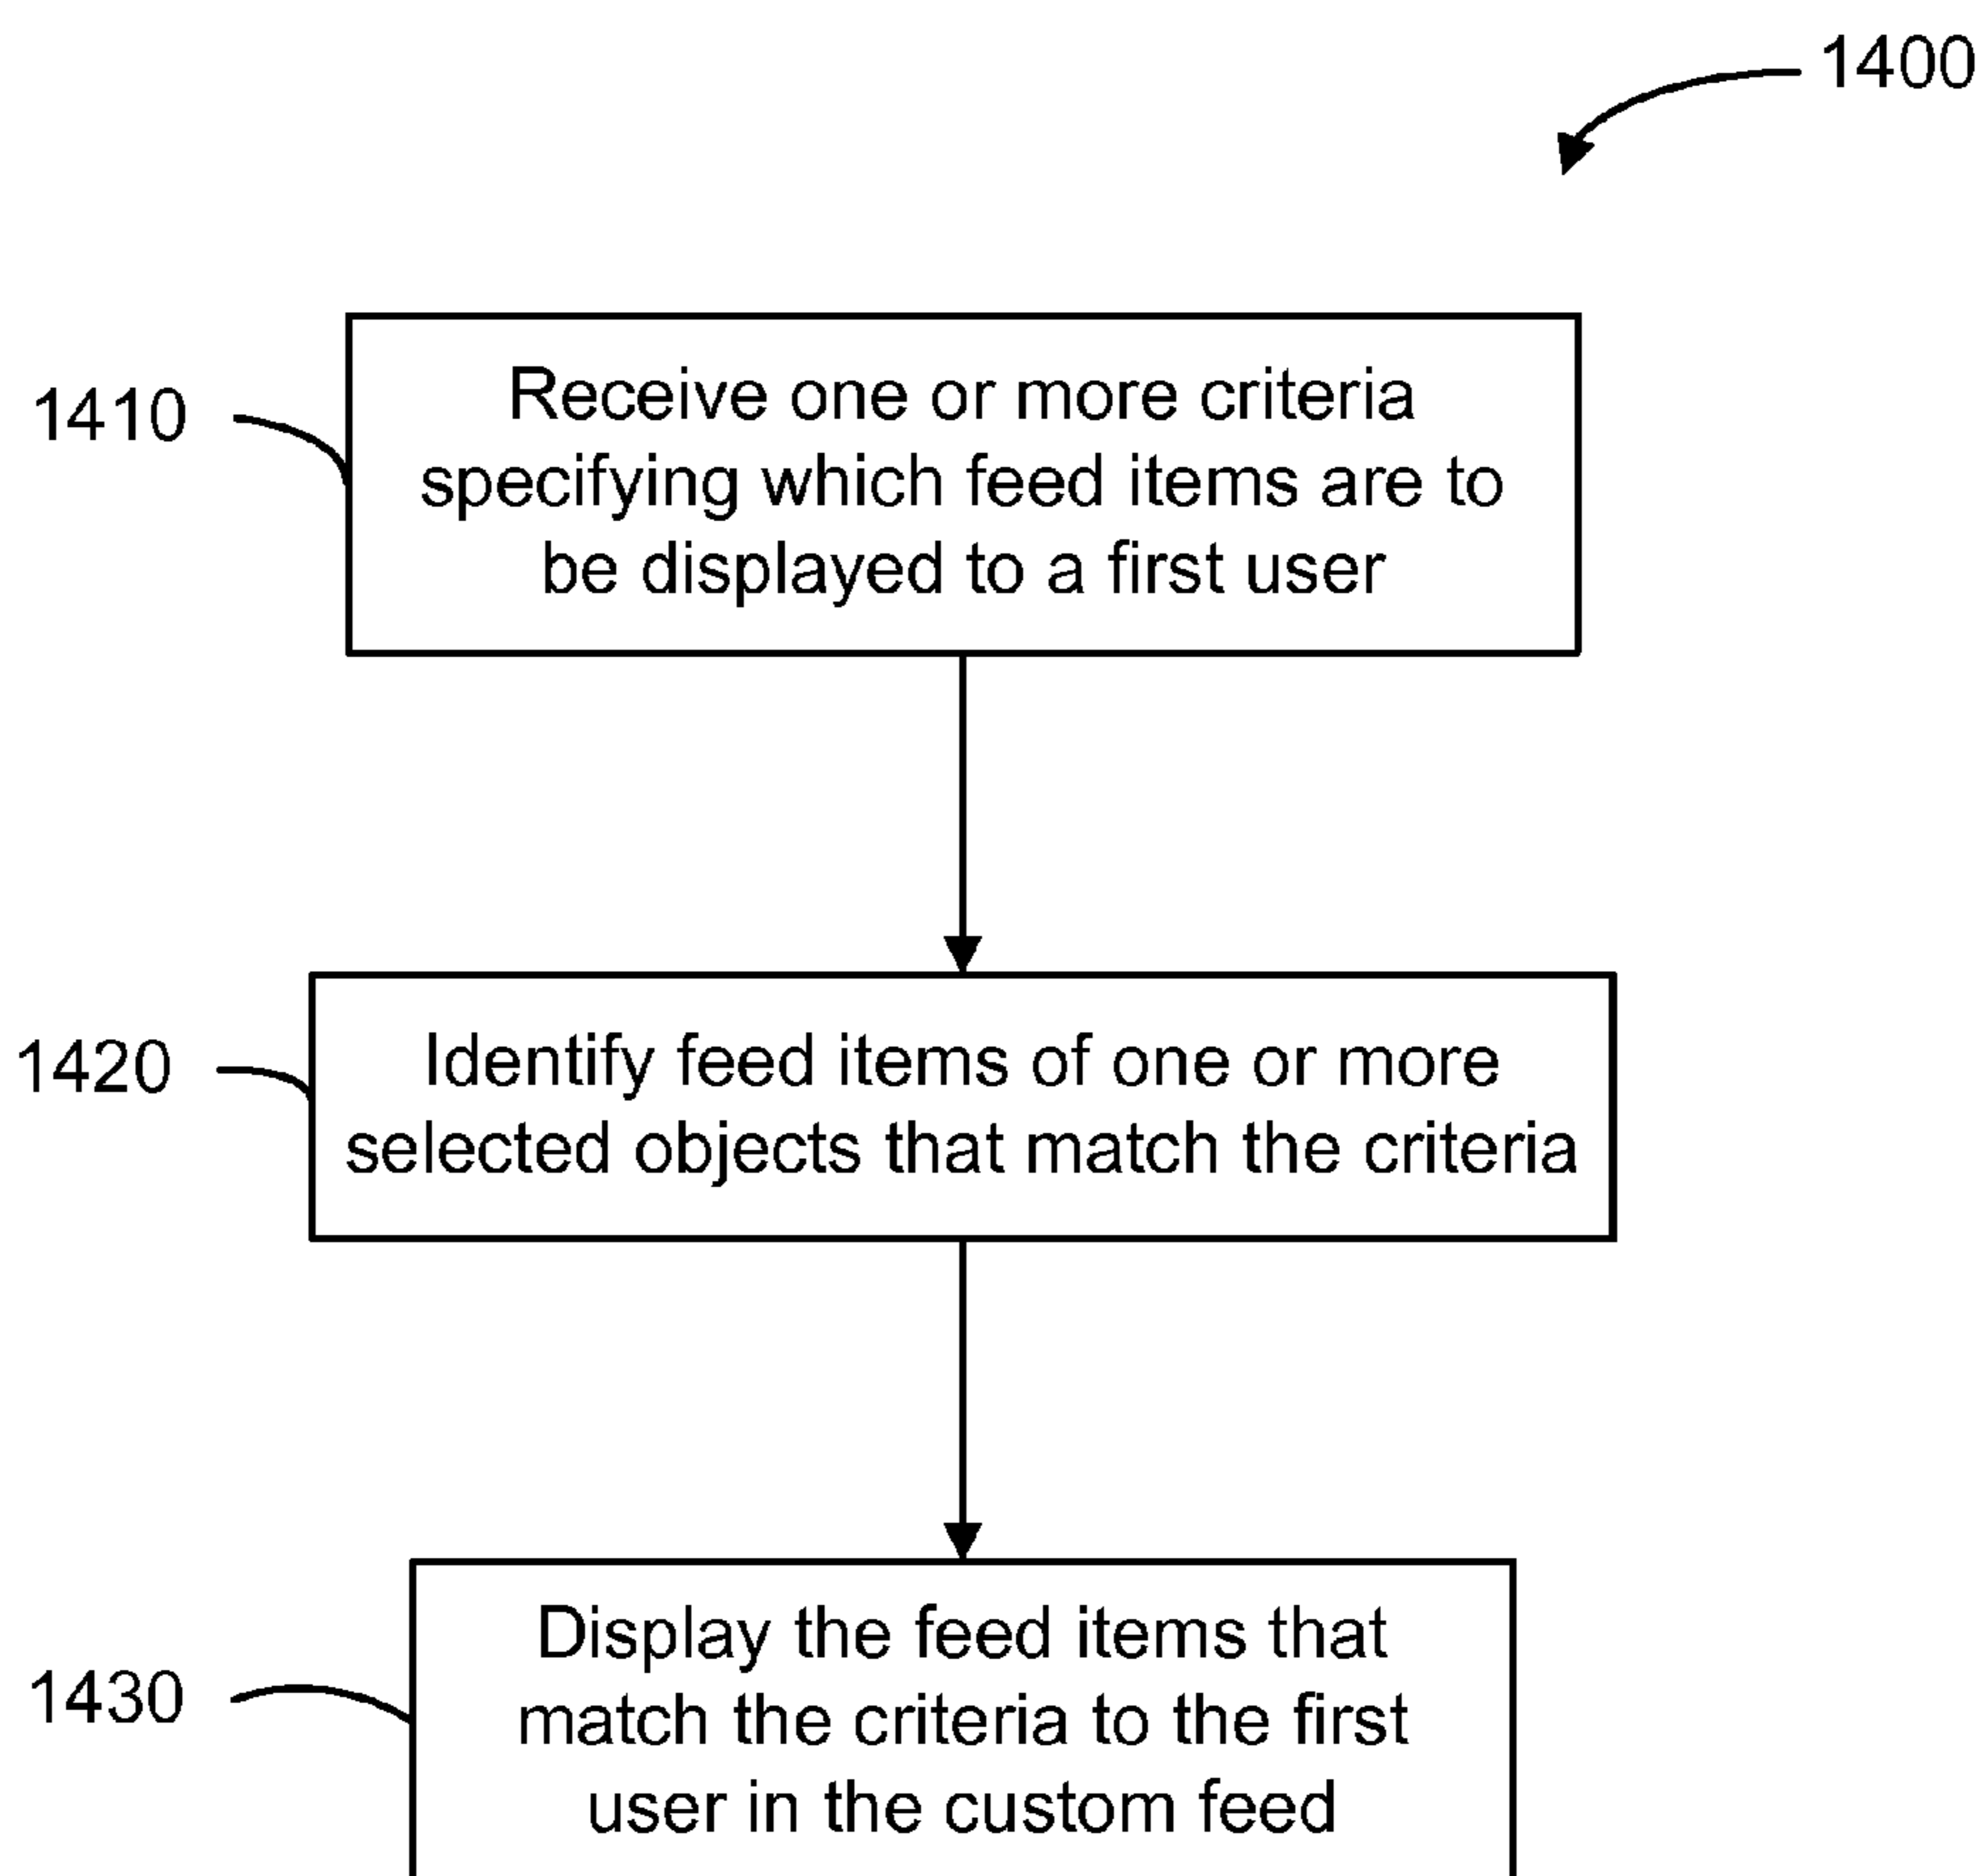 1400
1410
Receive one or more criteria
specifying which feed items are to
be displayed to a first user
1420
Identify feed items of one or more
selected objects that match the criteria
1430
Display the feed items that
match the criteria to the first
user in the custom feed